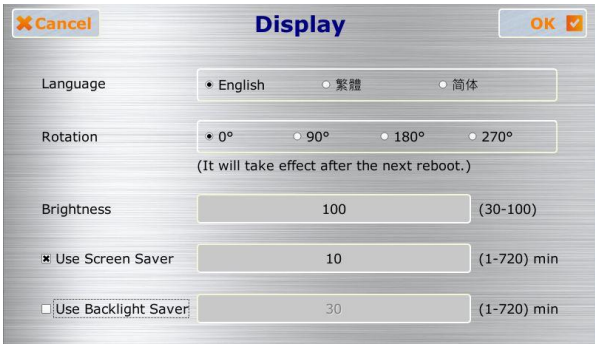 Cancel Display OK
Language English 繁體 简体
Rotation 0° 90° 180° 270°
(It will take effect after the next reboot.)
Brightness 100 (30-100)
Use Screen Saver 10 (1-720) min
Use Backlight Saver 30 (1-720) min